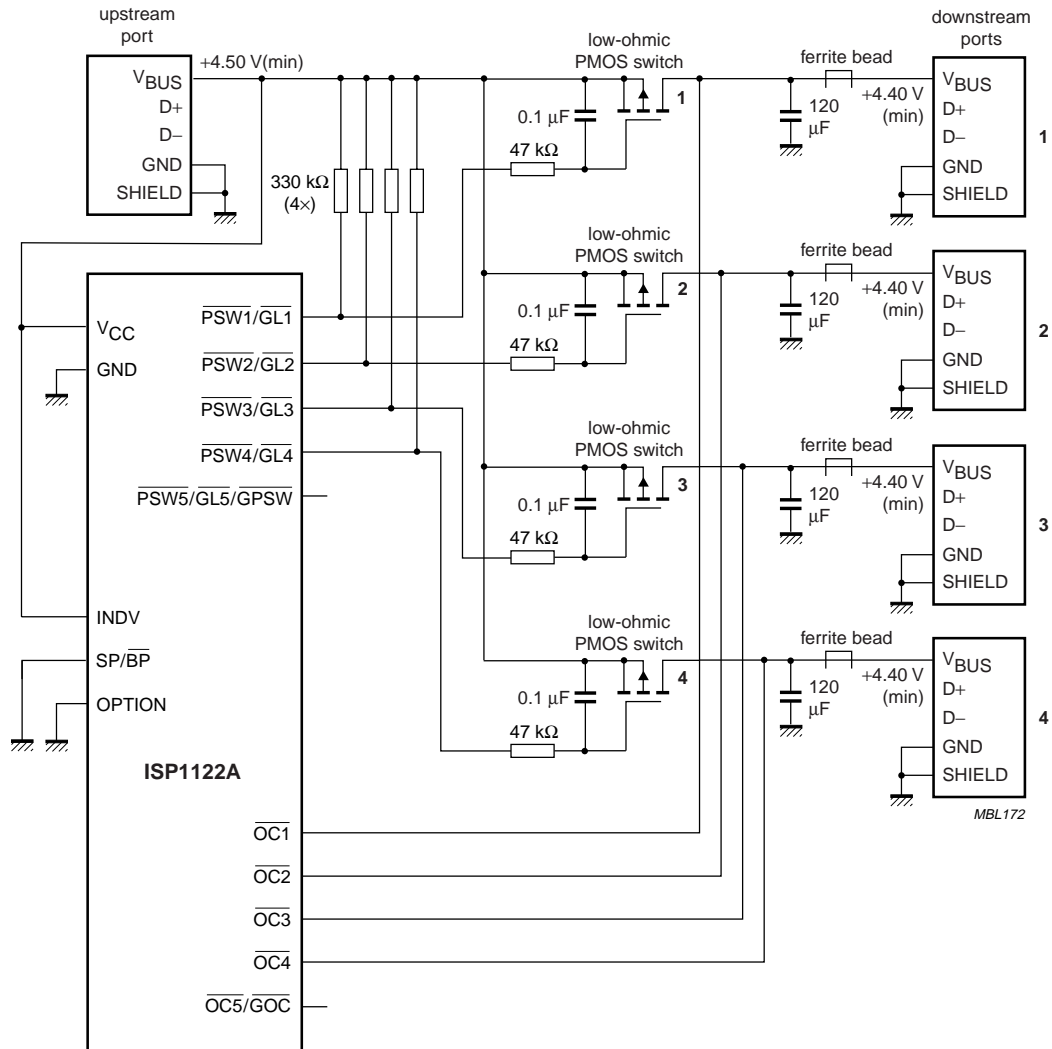 upstream
port
+4.50 V(min)
VBUS
D+
D−
GND
SHIELD
330 kΩ
(4×)
low-ohmic
PMOS switch
1
0.1 µF
47 kΩ
ferrite bead
120
µF
+4.40 V
(min)
downstream
ports
VBUS
D+
D−
GND
SHIELD
1
low-ohmic
PMOS switch
2
0.1 µF
47 kΩ
ferrite bead
120
µF
+4.40 V
(min)
VBUS
D+
D−
GND
SHIELD
2
low-ohmic
PMOS switch
3
0.1 µF
47 kΩ
ferrite bead
120
µF
+4.40 V
(min)
VBUS
D+
D−
GND
SHIELD
3
low-ohmic
PMOS switch
4
0.1 µF
47 kΩ
ferrite bead
120
µF
+4.40 V
(min)
VBUS
D+
D−
GND
SHIELD
4
MBL172
VCC
GND
INDV
SP/BP
OPTION
ISP1122A
PSW1/GL1
PSW2/GL2
PSW3/GL3
PSW4/GL4
PSW5/GL5/GPSW
OC1
OC2
OC3
OC4
OC5/GOC